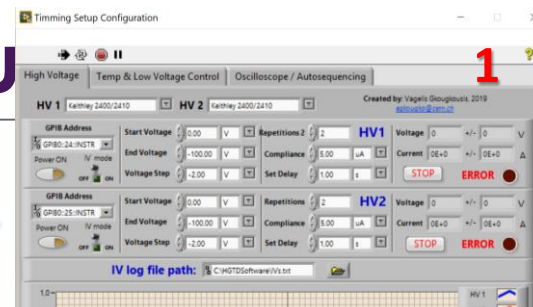 Timming Setup Configuration
U
1
High Voltage Temp & Low Voltage Control Oscilloscope / Autosequencing
HV 1 Keithley 2400/2410 HV 2 Keithley 2400/2410
Created by: Vagelis Gkougkousis, 2019
GPIB Address
GPIB0::24::INSTR
Power ON IV mode
OFF ON
Start Voltage 0.00 V Repetitions 2 2 HV1 Voltage 0 +/- 0 V
End Voltage -100.00 V Compliance 5.00 uA Current 0E+0 +/- 0E+0 A
Voltage Step -2.00 V Set Delay 1.00 s STOP ERROR
GPIB Address
GPIB0::25::INSTR
Power ON IV mode
OFF ON
Start Voltage 0.00 V Repetitions 2 HV2 Voltage 0 +/- 0 V
End Voltage -100.00 V Compliance 5.00 uA Current 0E+0 +/- 0E+0 A
Voltage Step -2.00 V Set Delay 1.00 s STOP ERROR
IV log file path: C:\HGTDSoftware\IVs.txt
1.0
HV 1